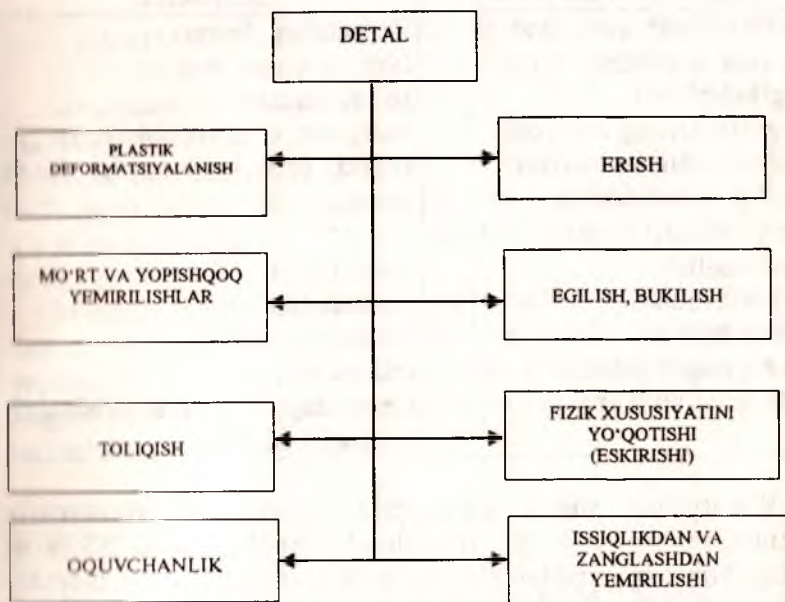 DETAL
PLASTIK
DEFORMATSIYALANISH
ERISH
MO‘RT VA YOPISHQOQ
YEMIRILISHLAR
EGILISH, BUKILISH
TOLIQISH
FIZIK XUSUSIYATINI
YO‘QOTISHI
(ESKIRISHI)
OQUVCHANLIK
ISSIQLIKDAN VA
ZANGLASHDAN
YEMIRILISHI